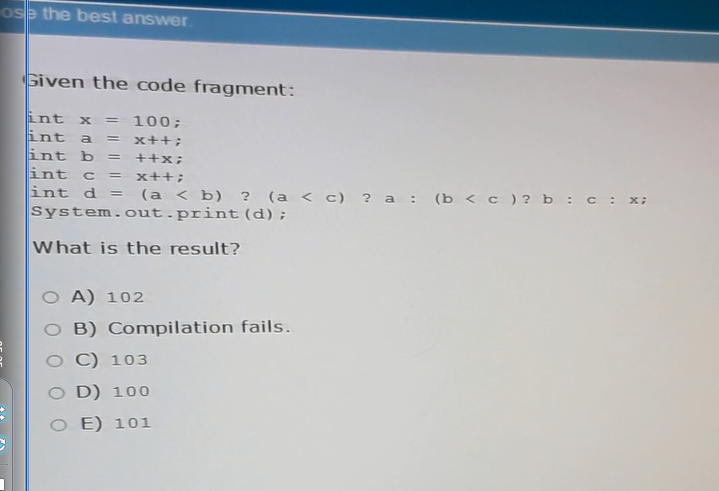 ose the best answer.
Given the code fragment:
int x = 100;
int a = x++;
int b = ++x;
int c = x++;
int d = (a < b) ? (a < c) ? a : (b < c )? b : c : x;
System.out.print(d);
What is the result?
A) 102
B) Compilation fails.
C) 103
D) 100
E) 101